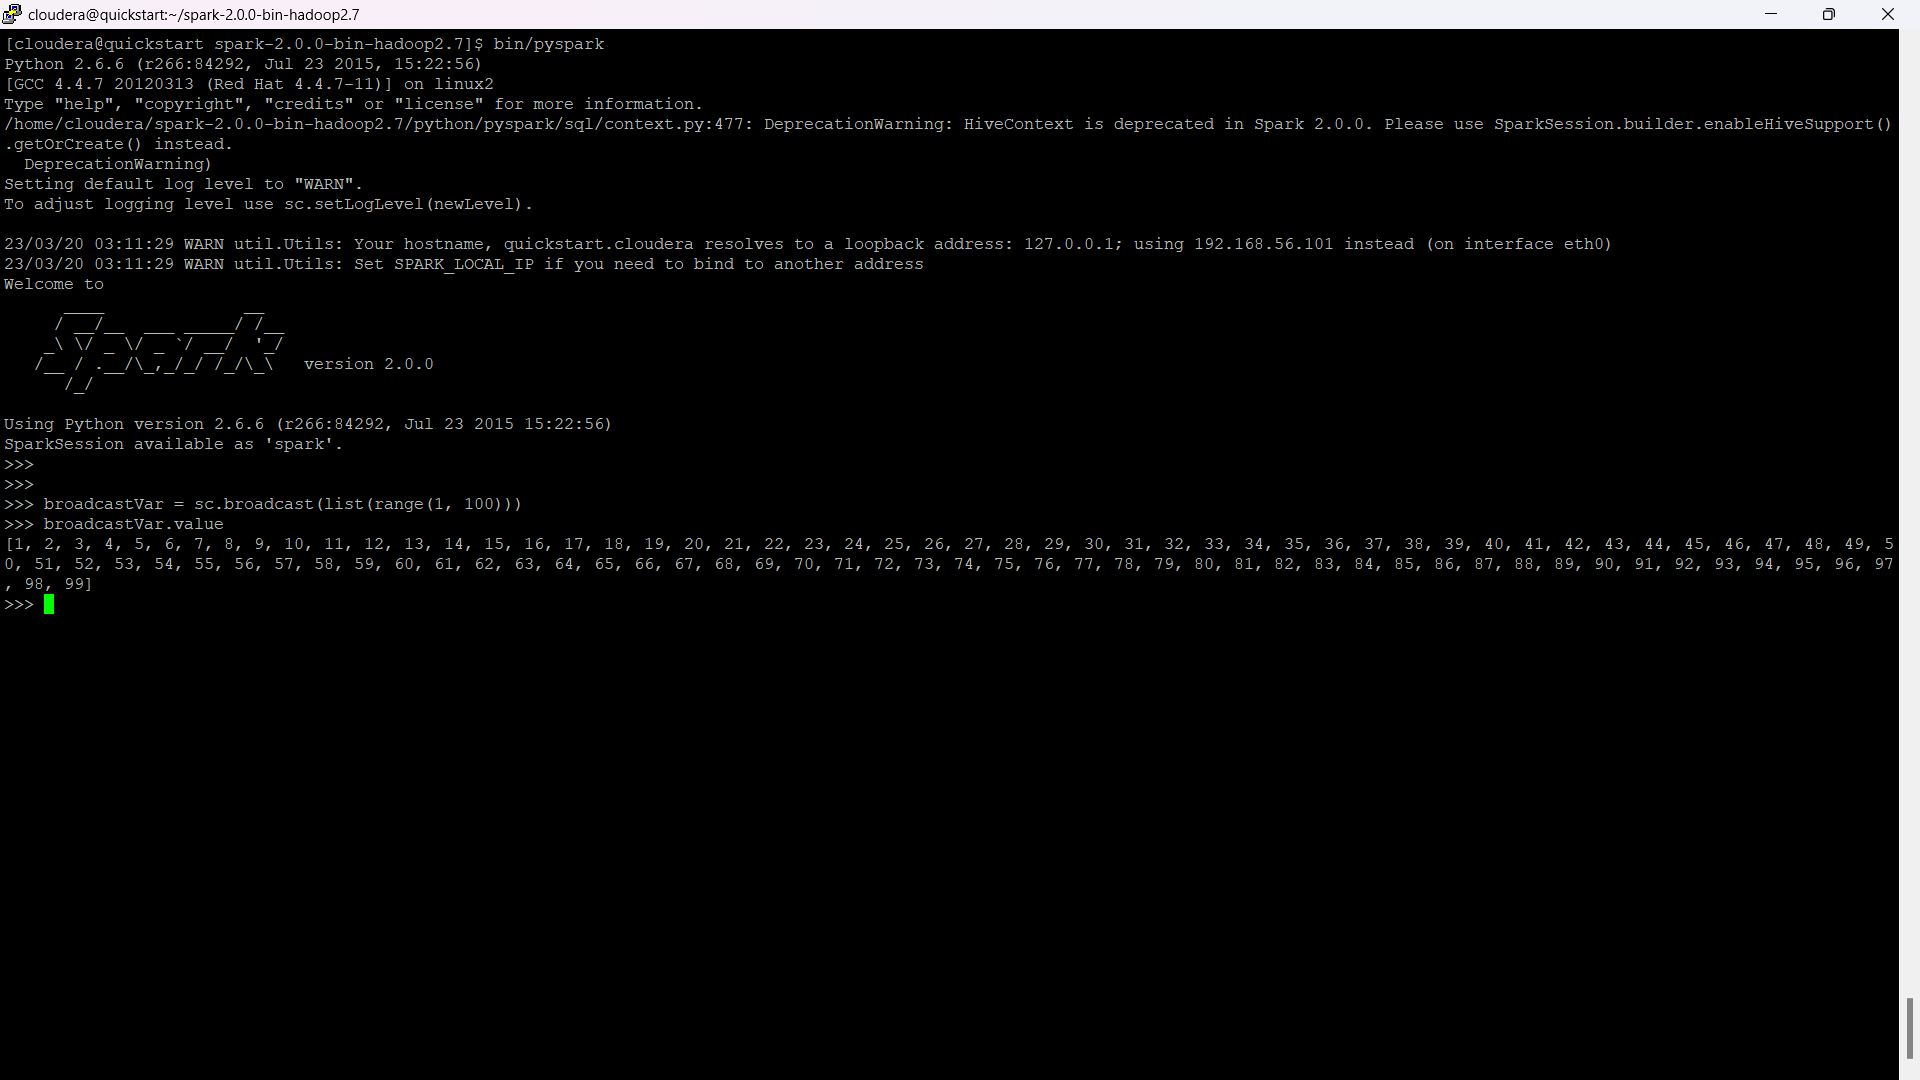 cloudera@quickstart:~/spark-2.0.0-bin-hadoop2.7
[cloudera@quickstart spark-2.0.0-bin-hadoop2.7]$ bin/pyspark
Python 2.6.6 (r266:84292, Jul 23 2015, 15:22:56)
[GCC 4.4.7 20120313 (Red Hat 4.4.7-11)] on linux2
Type "help", "copyright", "credits" or "license" for more information.
/home/cloudera/spark-2.0.0-bin-hadoop2.7/python/pyspark/sql/context.py:477: DeprecationWarning: HiveContext is deprecated in Spark 2.0.0. Please use SparkSession.builder.enableHiveSupport()
.getOrCreate() instead.
  DeprecationWarning)
Setting default log level to "WARN".
To adjust logging level use sc.setLogLevel(newLevel).
23/03/20 03:11:29 WARN util.Utils: Your hostname, quickstart.cloudera resolves to a loopback address: 127.0.0.1; using 192.168.56.101 instead (on interface eth0)
23/03/20 03:11:29 WARN util.Utils: Set SPARK_LOCAL_IP if you need to bind to another address
Welcome to
      ____              __
     / __/__  ___ _____/ /__
    _\ \/ _ \/ _ `/ __/  '_/
   /__ / .__/\_,_/_/ /_/\_\   version 2.0.0
      /_/
Using Python version 2.6.6 (r266:84292, Jul 23 2015 15:22:56)
SparkSession available as 'spark'.
>>>
>>>
>>> broadcastVar = sc.broadcast(list(range(1, 100)))
>>> broadcastVar.value
[1, 2, 3, 4, 5, 6, 7, 8, 9, 10, 11, 12, 13, 14, 15, 16, 17, 18, 19, 20, 21, 22, 23, 24, 25, 26, 27, 28, 29, 30, 31, 32, 33, 34, 35, 36, 37, 38, 39, 40, 41, 42, 43, 44, 45, 46, 47, 48, 49, 5
0, 51, 52, 53, 54, 55, 56, 57, 58, 59, 60, 61, 62, 63, 64, 65, 66, 67, 68, 69, 70, 71, 72, 73, 74, 75, 76, 77, 78, 79, 80, 81, 82, 83, 84, 85, 86, 87, 88, 89, 90, 91, 92, 93, 94, 95, 96, 97
, 98, 99]
>>>